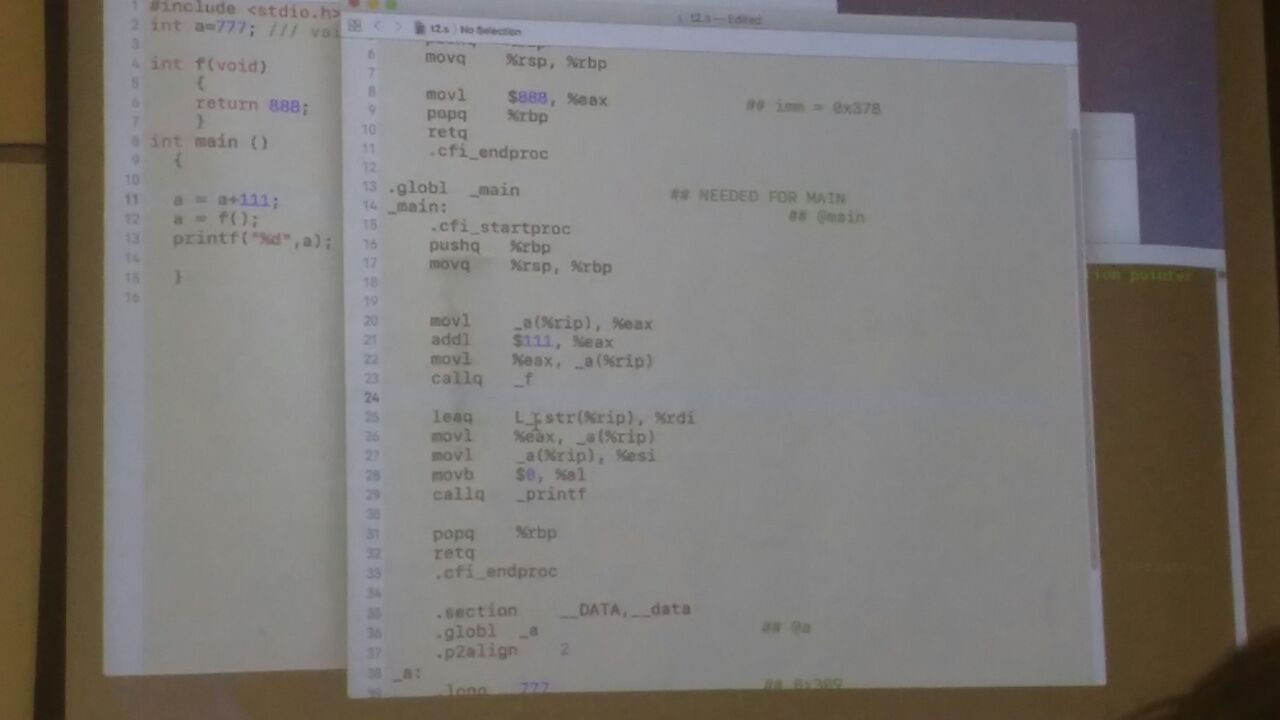 1 #include <stdio.h>
2 int a=777; ///
3
4 int f(void)
5 {
6 return 888;
7 }
8 int main ()
9 {
10
11 a = a+111;
12 a = f();
13 printf("%d",a);
14
15 }
16
t2.s — Edited
t2.s No Selection
6 movq %rsp, %rbp
7
8 movl $888, %eax ## imm = 0x378
9 popq %rbp
10 retq
11 .cfi_endproc
12
13 .globl _main ## NEEDED FOR MAIN
14 _main: ## @main
15 .cfi_startproc
16 pushq %rbp
17 movq %rsp, %rbp
18
19
20 movl _a(%rip), %eax
21 addl $111, %eax
22 movl %eax, _a(%rip)
23 callq _f
24
25 leaq L_.str(%rip), %rdi
26 movl %eax, _a(%rip)
27 movl _a(%rip), %esi
28 movb $0, %al
29 callq _printf
30
31 popq %rbp
32 retq
33 .cfi_endproc
34
35 .section __DATA,__data
36 .globl _a ## @a
37 .p2align 2
38 _a:
39 .long 777 ## 0x309
pointer